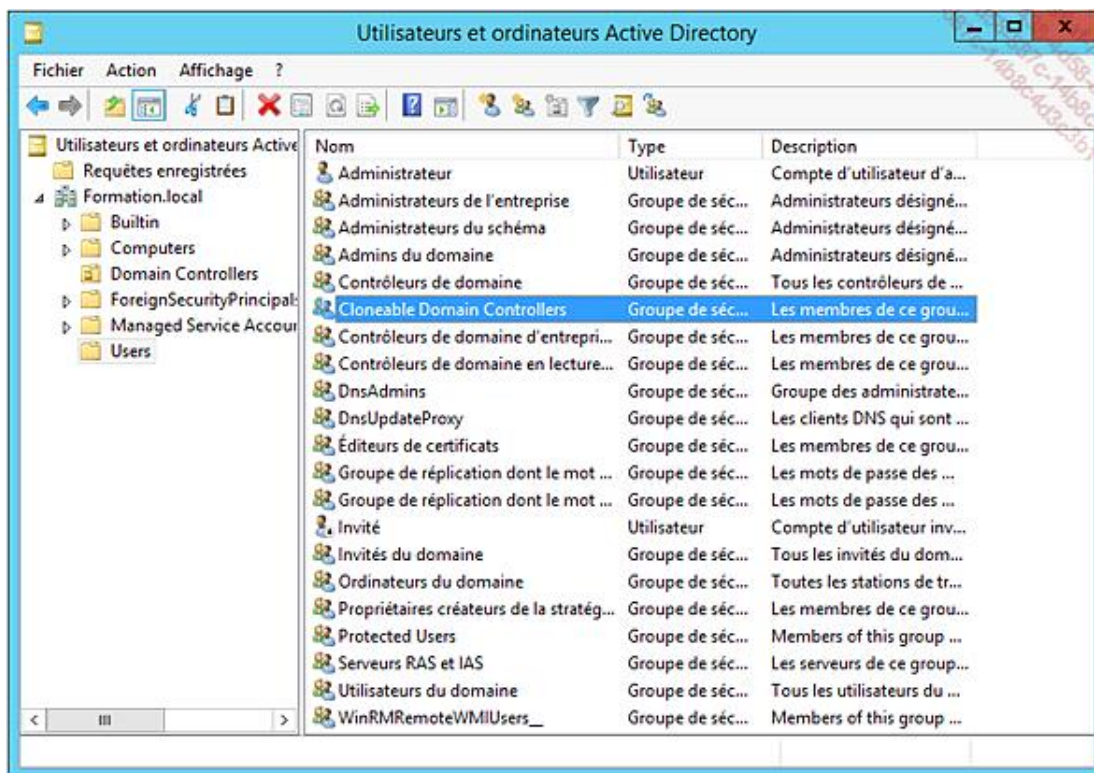 Utilisateurs et ordinateurs Active Directory
Fichier Action Affichage ?
Utilisateurs et ordinateurs Active
Requêtes enregistrées
Formation.local
Builtin
Computers
Domain Controllers
ForeignSecurityPrincipals
Managed Service Accour
Users
Nom Type Description
Administrateur Utilisateur Compte d'utilisateur d'a...
Administrateurs de l'entreprise Groupe de séc... Administrateurs désigné...
Administrateurs du schéma Groupe de séc... Administrateurs désigné...
Admins du domaine Groupe de séc... Administrateurs désigné...
Contrôleurs de domaine Groupe de séc... Tous les contrôleurs de ...
Cloneable Domain Controllers Groupe de séc... Les membres de ce grou...
Contrôleurs de domaine d'entrepri... Groupe de séc... Les membres de ce grou...
Contrôleurs de domaine en lecture... Groupe de séc... Les membres de ce grou...
DnsAdmins Groupe de séc... Groupe des administrate...
DnsUpdateProxy Groupe de séc... Les clients DNS qui sont ...
Éditeurs de certificats Groupe de séc... Les membres de ce grou...
Groupe de réplication dont le mot ... Groupe de séc... Les mots de passe des ...
Groupe de réplication dont le mot ... Groupe de séc... Les mots de passe des ...
Invité Utilisateur Compte d'utilisateur inv...
Invités du domaine Groupe de séc... Tous les invités du dom...
Ordinateurs du domaine Groupe de séc... Toutes les stations de tr...
Propriétaires créateurs de la stratég... Groupe de séc... Les membres de ce grou...
Protected Users Groupe de séc... Members of this group ...
Serveurs RAS et IAS Groupe de séc... Les serveurs de ce group...
Utilisateurs du domaine Groupe de séc... Tous les utilisateurs du ...
WinRMRemoteWMIUsers__ Groupe de séc... Members of this group ...